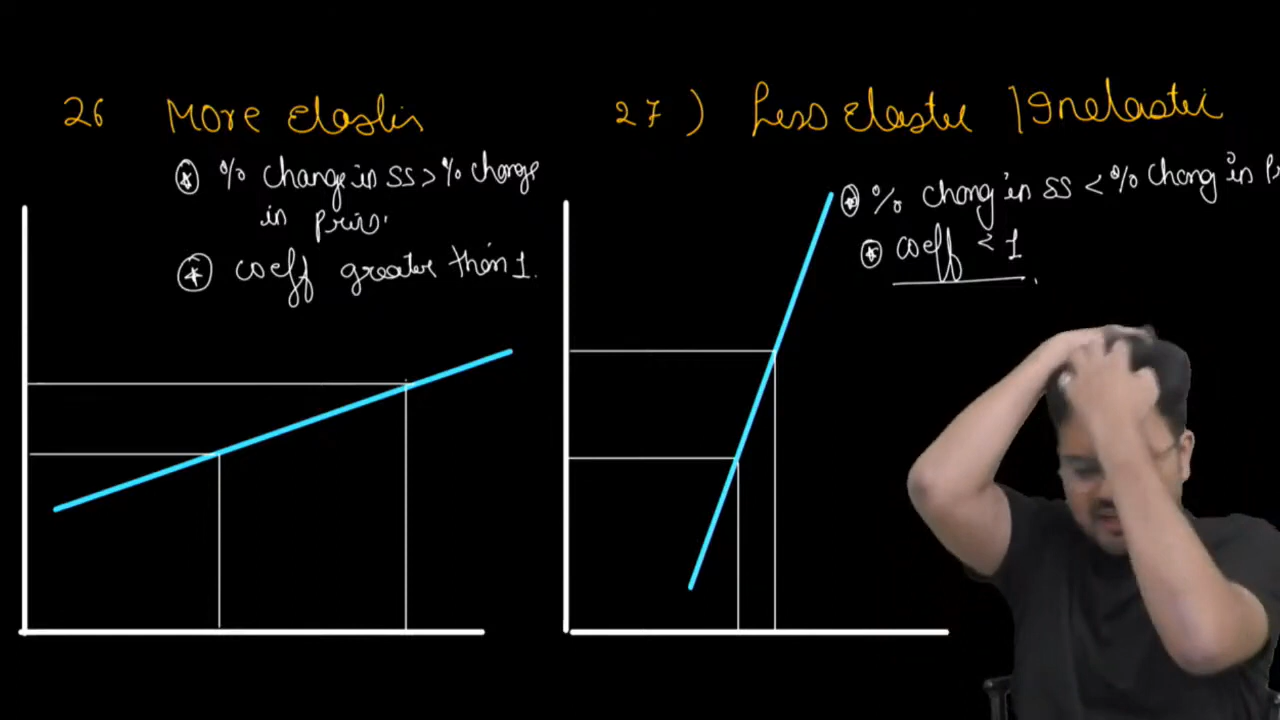 26 More Elastic
* % change in SS > % change
in price.
* coeff greater than 1.
27) Less Elastic / Inelastic
* % chang in SS < % chang in Pr
* coeff < 1